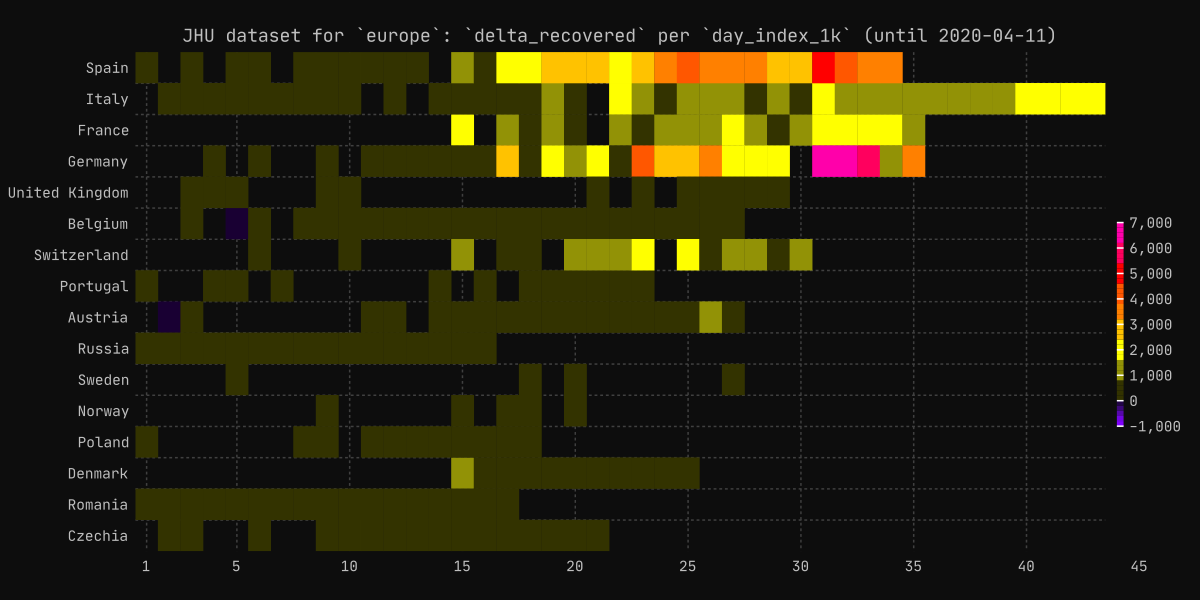 JHU dataset for `europe`: `delta_recovered` per `day_index_1k` (until 2020-04-11)
Spain
Italy
France
Germany
United Kingdom
Belgium
Switzerland
Portugal
Austria
Russia
Sweden
Norway
Poland
Denmark
Romania
Czechia
1 5 10 15 20 25 30 35 40 45
7,000
6,000
5,000
4,000
3,000
2,000
1,000
0
-1,000